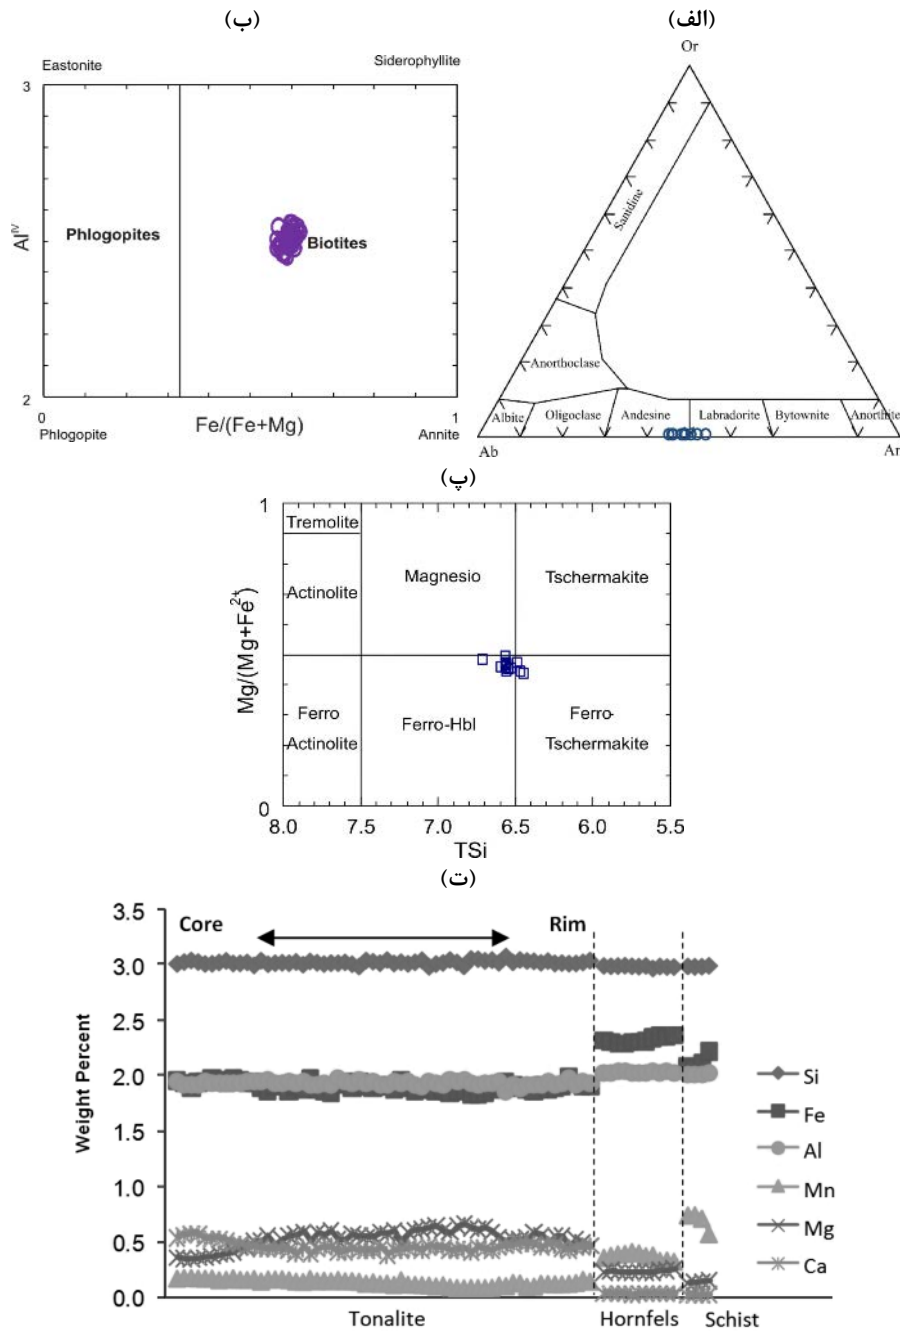 (ب)
Eastonite
Siderophyllite
3
Al^IV
Phlogopites
Biotites
2
0
1
Phlogopite
Fe/(Fe+Mg)
Annite
(الف)
Or
Sanidine
Anorthoclase
Albite
Oligoclase
Andesine
Labradorite
Bytownite
Anorthite
Ab
An
(پ)
1
Tremolite
Magnesio
Tschermakite
Actinolite
Mg/(Mg+Fe²⁺)
Ferro
Actinolite
Ferro-Hbl
Ferro-
Tschermakite
0
8.0 7.5 7.0 6.5 6.0 5.5
TSi
(ت)
3.5
Core
Rim
3.0
2.5
2.0
1.5
1.0
0.5
0.0
Weight Percent
Si
Fe
Al
Mn
Mg
Ca
Tonalite
Hornfels
Schist